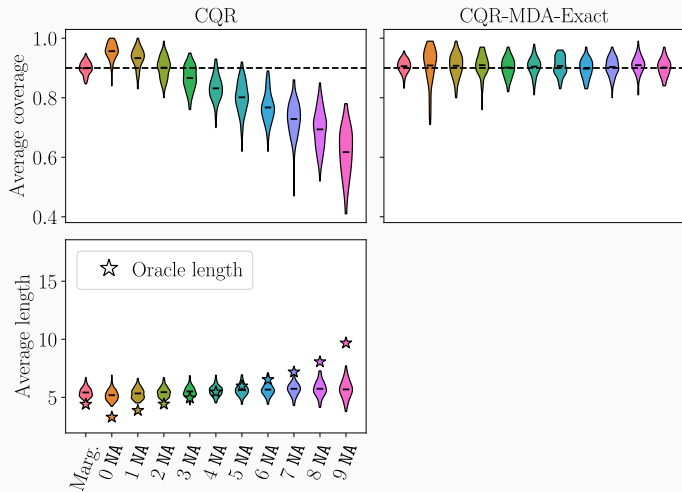 CQR
CQR-MDA-Exact
Average coverage
1.0
0.8
0.6
0.4
Average length
15
10
5
Oracle length
Marg.
0 NA
1 NA
2 NA
3 NA
4 NA
5 NA
6 NA
7 NA
8 NA
9 NA